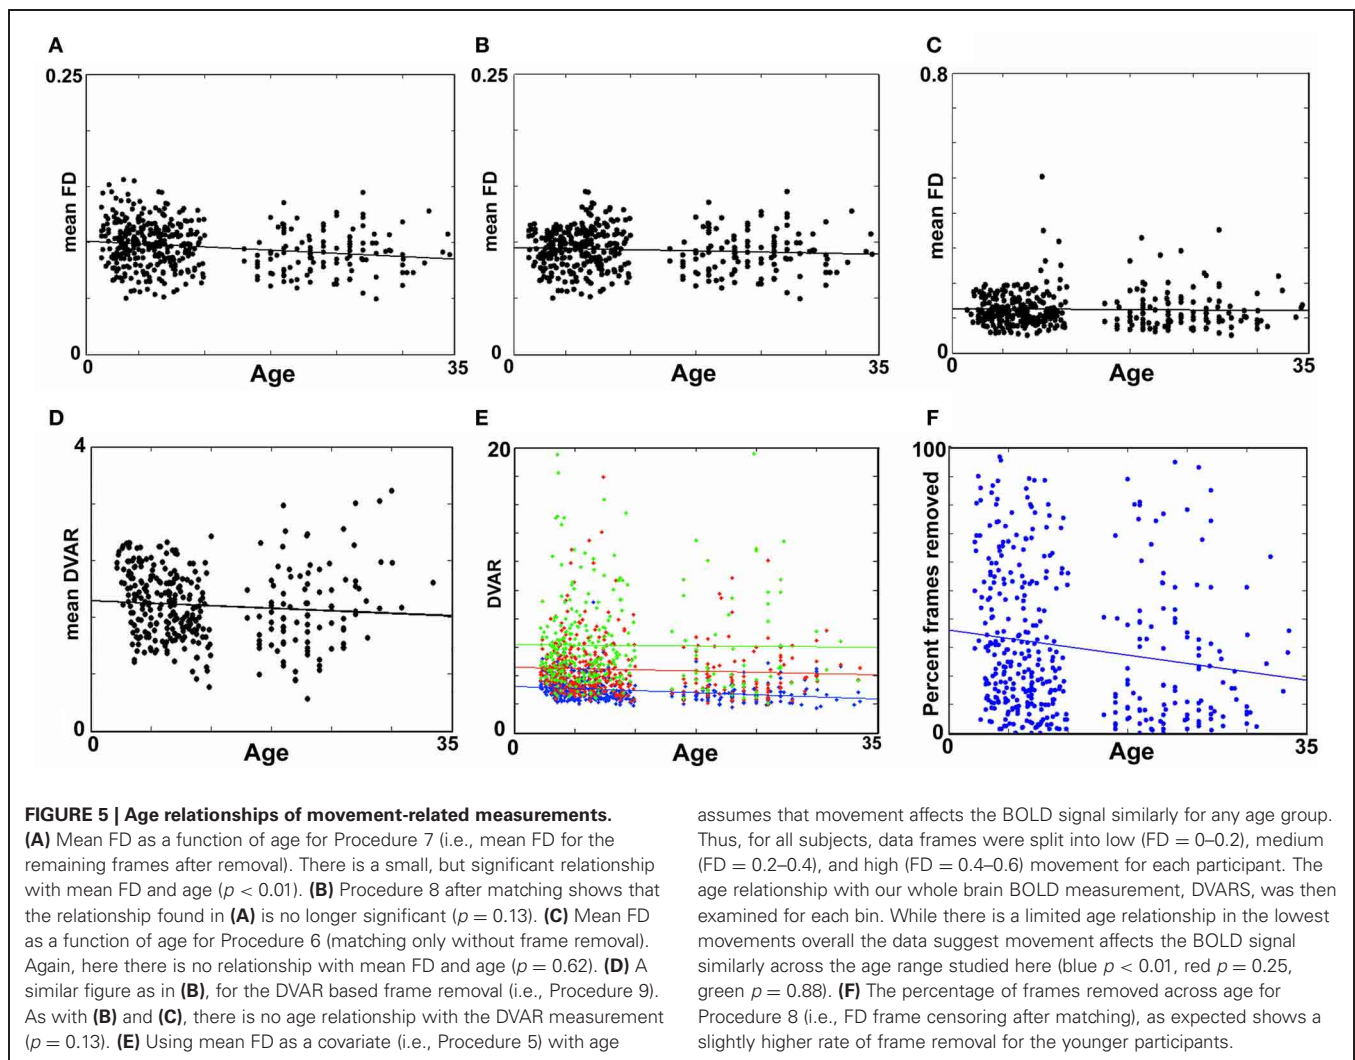 A
B
C
0.25
mean FD
0
0
Age
35
0.25
mean FD
0
0
Age
35
0.8
mean FD
0
0
Age
35
D
E
F
4
mean DVAR
0
0
Age
35
20
DVAR
0
0
Age
35
100
Percent frames removed
0
0
Age
35
FIGURE 5 | Age relationships of movement-related measurements.
(A) Mean FD as a function of age for Procedure 7 (i.e., mean FD for the
remaining frames after removal). There is a small, but significant relationship
with mean FD and age (p < 0.01). (B) Procedure 8 after matching shows that
the relationship found in (A) is no longer significant (p = 0.13). (C) Mean FD
as a function of age for Procedure 6 (matching only without frame removal).
Again, here there is no relationship with mean FD and age (p = 0.62). (D) A
similar figure as in (B), for the DVAR based frame removal (i.e., Procedure 9).
As with (B) and (C), there is no age relationship with the DVAR measurement
(p = 0.13). (E) Using mean FD as a covariate (i.e., Procedure 5) with age
assumes that movement affects the BOLD signal similarly for any age group.
Thus, for all subjects, data frames were split into low (FD = 0–0.2), medium
(FD = 0.2–0.4), and high (FD = 0.4–0.6) movement for each participant. The
age relationship with our whole brain BOLD measurement, DVARS, was then
examined for each bin. While there is a limited age relationship in the lowest
movements overall the data suggest movement affects the BOLD signal
similarly across the age range studied here (blue p < 0.01, red p = 0.25,
green p = 0.88). (F) The percentage of frames removed across age for
Procedure 8 (i.e., FD frame censoring after matching), as expected shows a
slightly higher rate of frame removal for the younger participants.